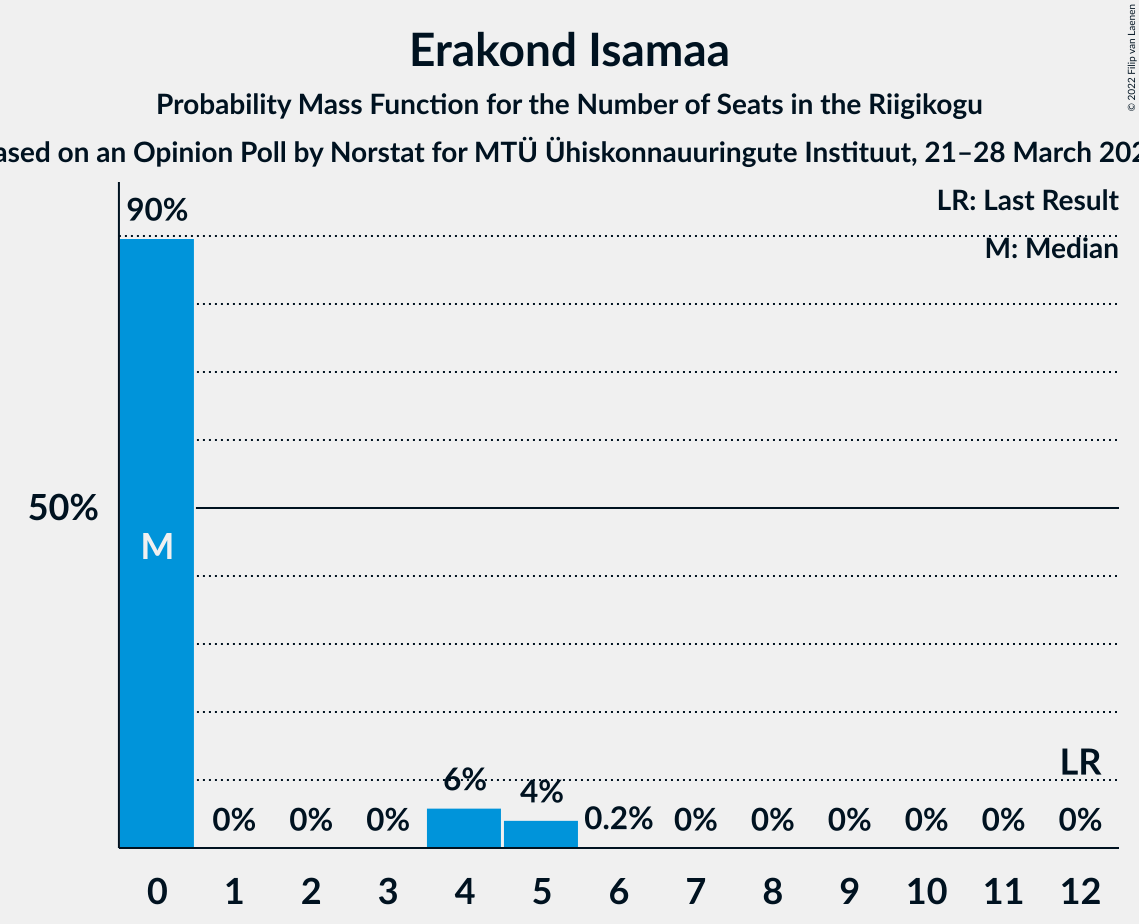 Erakond Isamaa
Probability Mass Function for the Number of Seats in the Riigikogu
on an Opinion Poll by Norstat for MTÜ Ühiskonnauuringute Instituut, 21–28 March
© 2022 Filip van Laenen
LR: Last Result
M: Median
90%
50%
M
LR
6%
4%
0% 0% 0% 0.2% 0% 0% 0% 0% 0% 0%
0 1 2 3 4 5 6 7 8 9 10 11 12